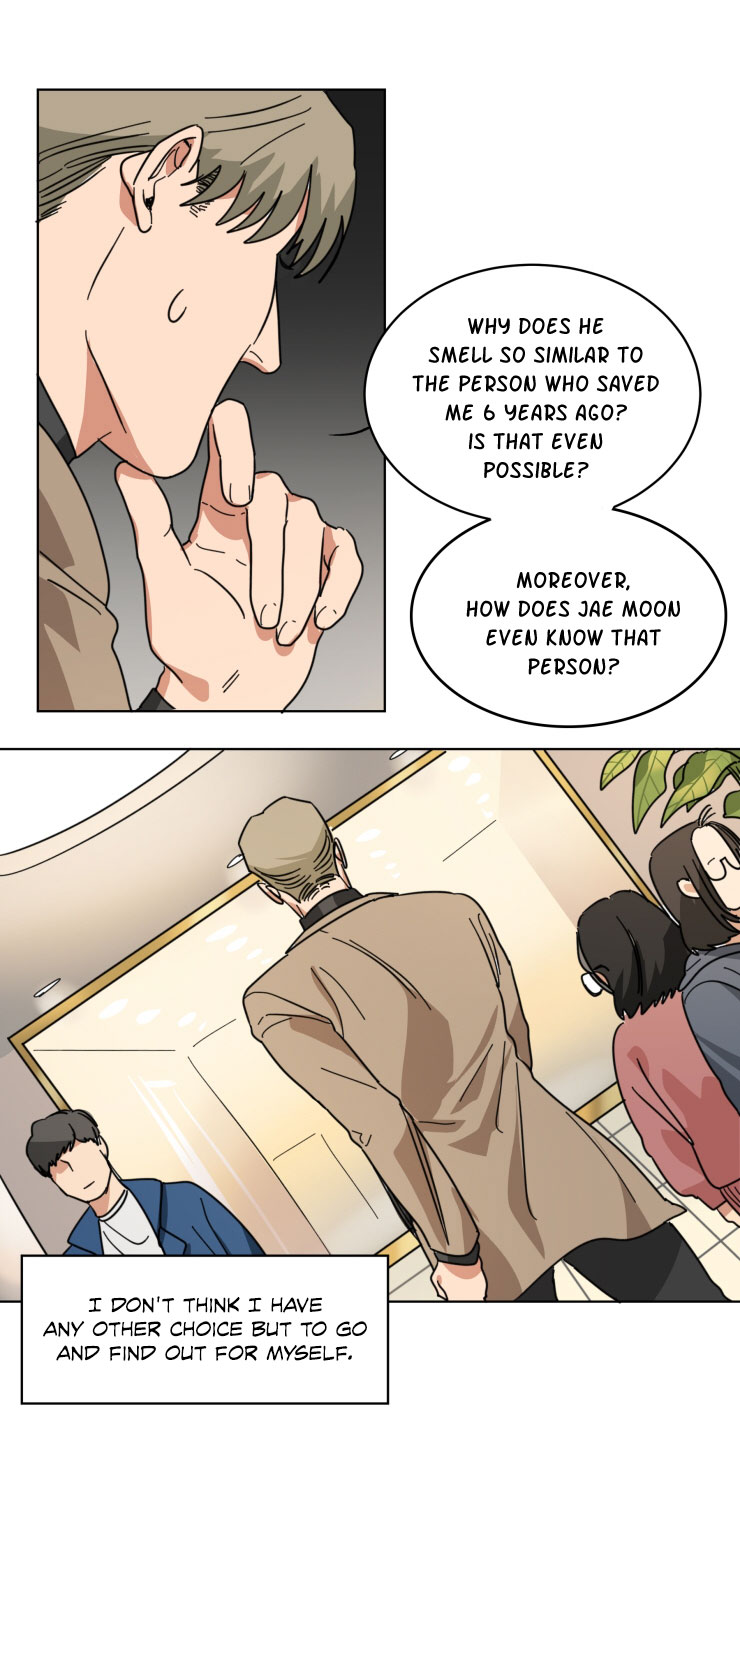 WHY DOES HE
SMELL SO SIMILAR TO
THE PERSON WHO SAVED
ME 6 YEARS AGO?
IS THAT EVEN
POSSIBLE?
MOREOVER,
HOW DOES JAE MOON
EVEN KNOW THAT
PERSON?
I DON'T THINK I HAVE
ANY OTHER CHOICE BUT TO GO
AND FIND OUT FOR MYSELF.